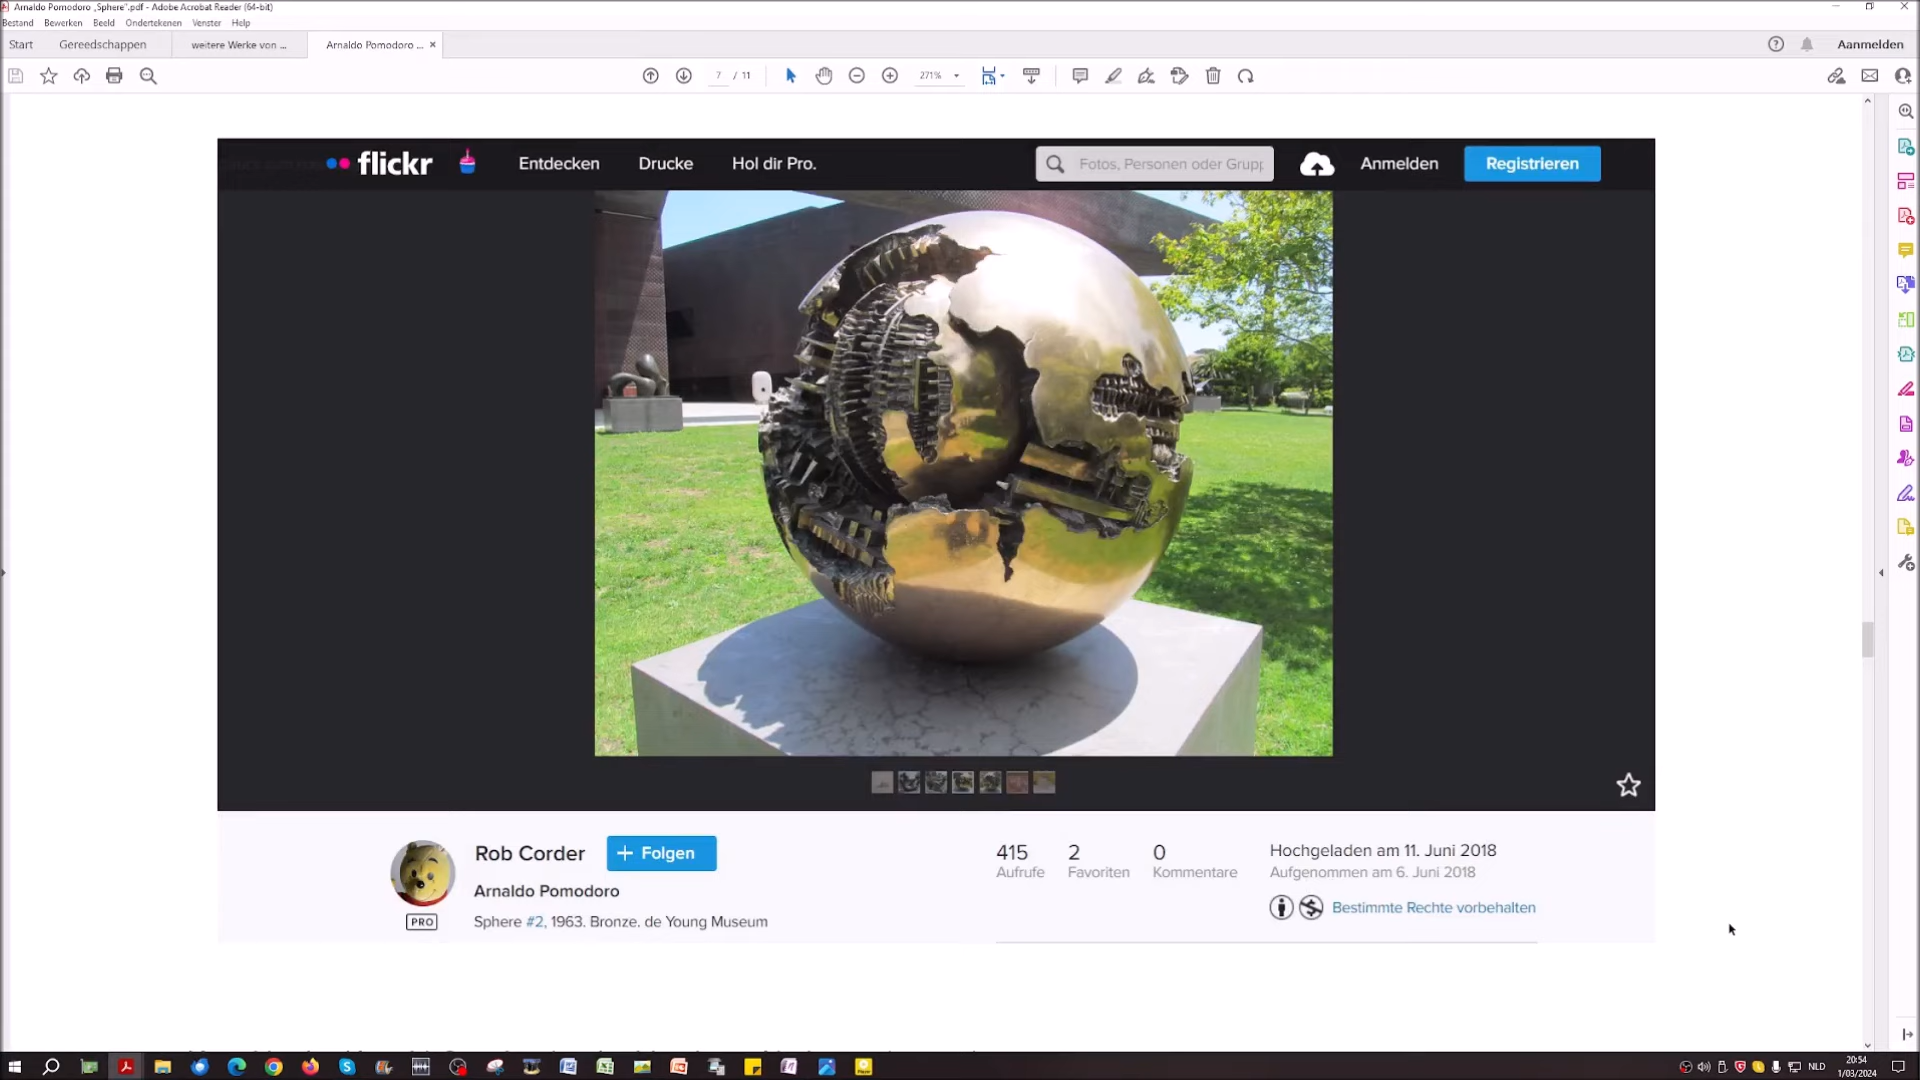 Arnaldo Pomodoro „Sphere".pdf - Adobe Acrobat Reader (64-bit)
Bestand Bewerken Beeld Ondertekenen Venster Help
Start Gereedschappen weitere Werke von ... Arnaldo Pomodoro ... × Aanmelden
7 / 11 271%
flickr Entdecken Drucke Hol dir Pro. Fotos, Personen oder Grupp Anmelden Registrieren
Rob Corder + Folgen
Arnaldo Pomodoro
PRO
Sphere #2, 1963. Bronze. de Young Museum
415 2 0
Aufrufe Favoriten Kommentare
Hochgeladen am 11. Juni 2018
Aufgenommen am 6. Juni 2018
Bestimmte Rechte vorbehalten
NLD 20:54
1/03/2024